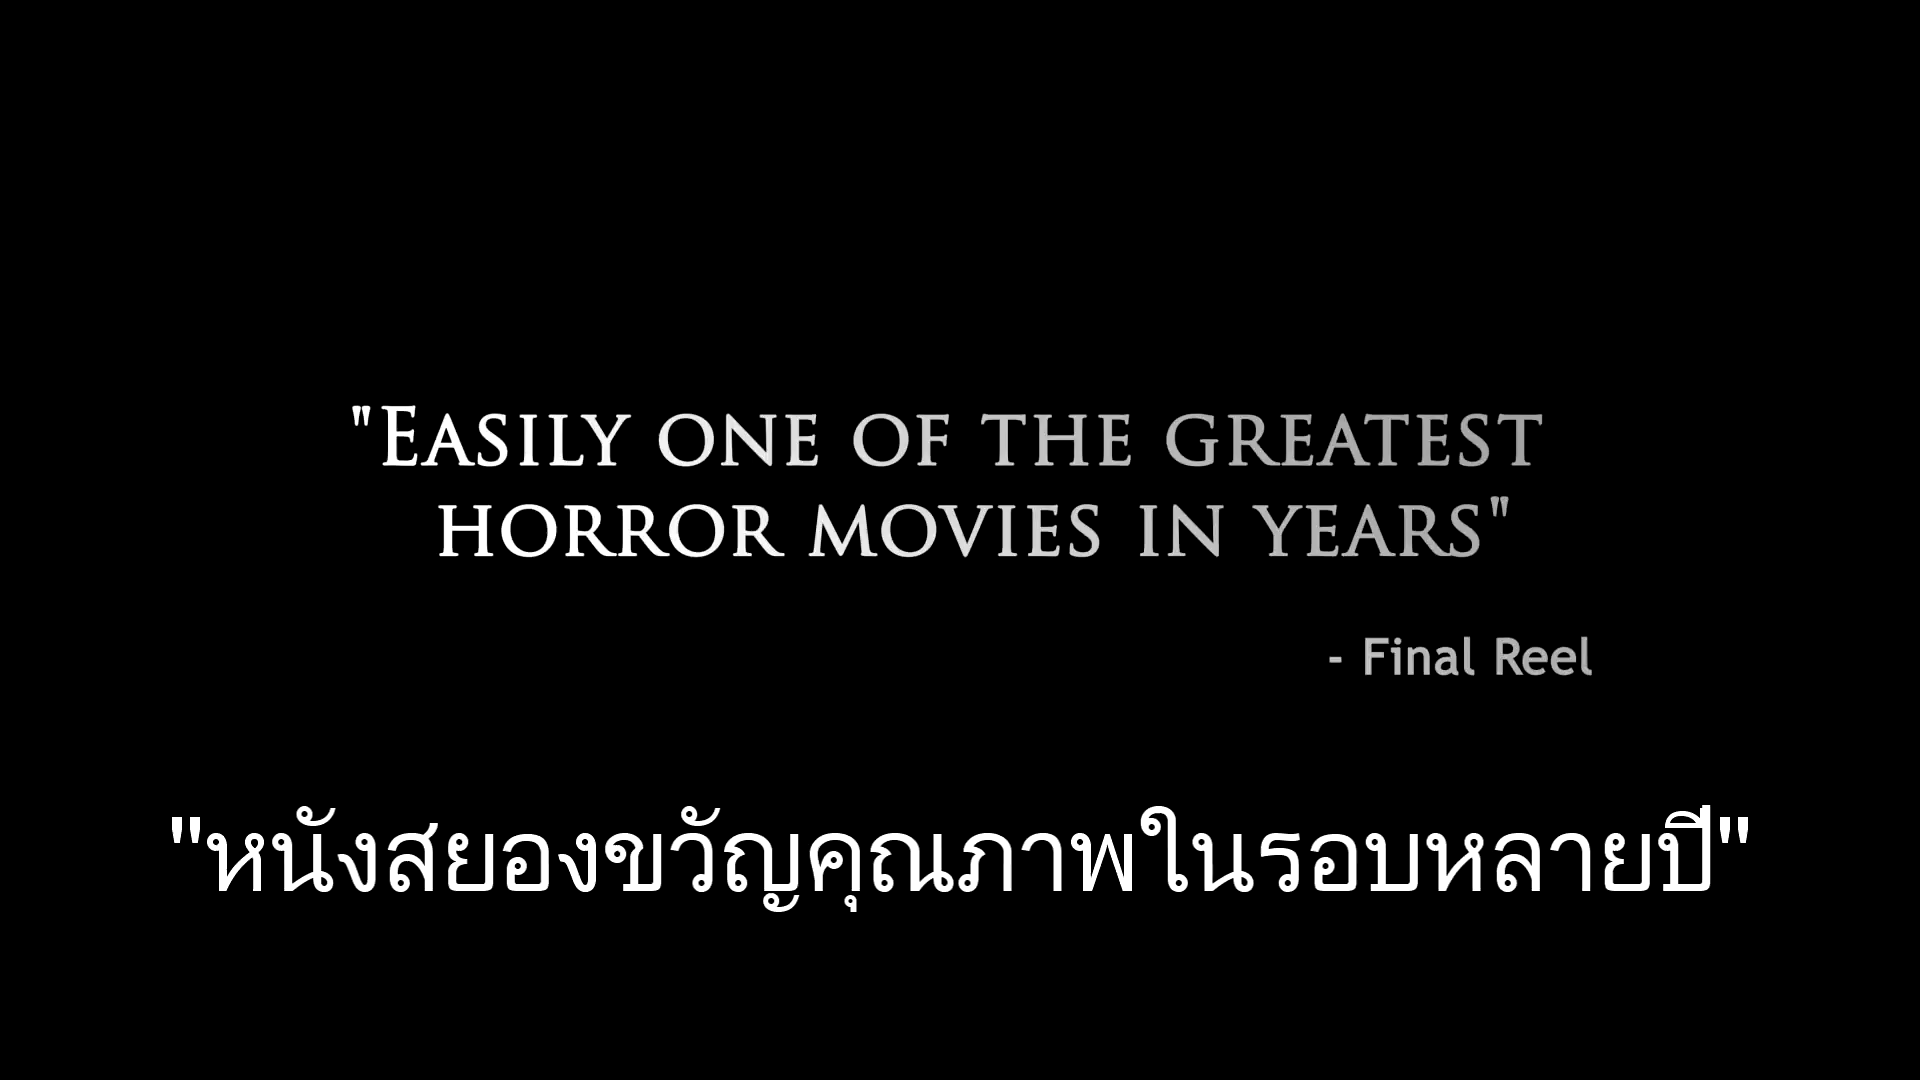 "Easily one of the greatest
horror movies in years"
- Final Reel
"หนังสยองขวัญคุณภาพในรอบหลายปี"